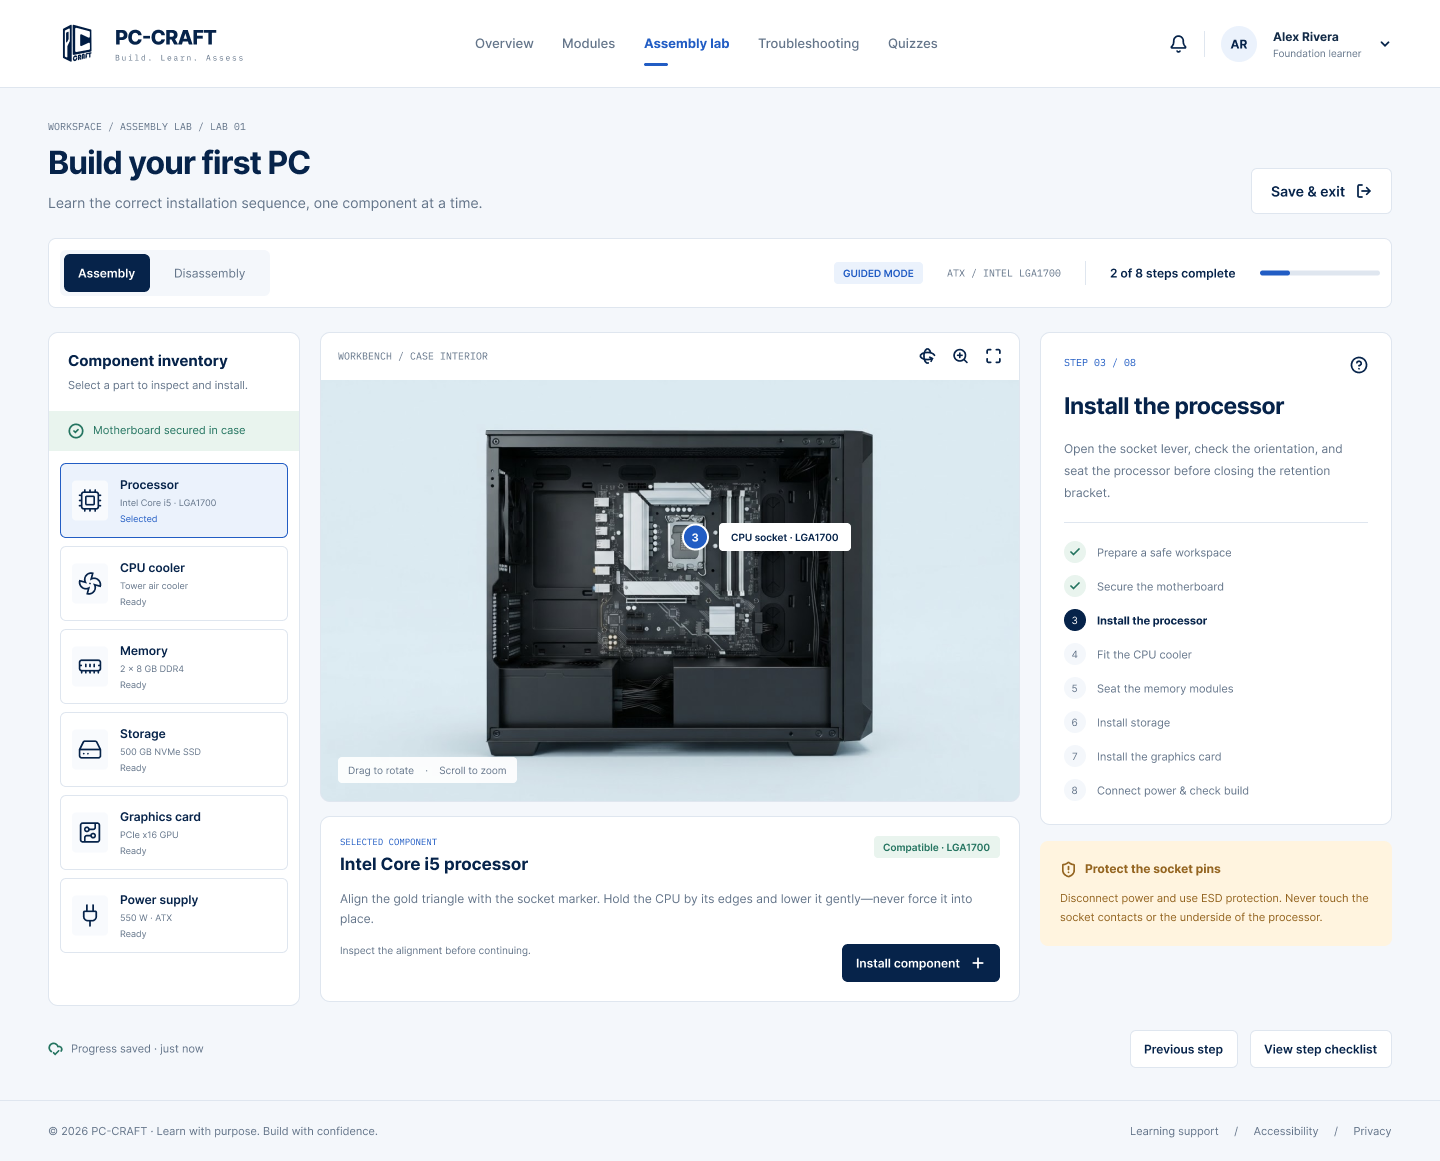 PC-CRAFT
Build. Learn. Assess
Overview
Modules
Assembly lab
Troubleshooting
Quizzes
AR
Alex Rivera
Foundation learner
WORKSPACE / ASSEMBLY LAB / LAB 01
Build your first PC
Learn the correct installation sequence, one component at a time.
Save & exit
Assembly
Disassembly
GUIDED MODE
ATX / INTEL LGA1700
2 of 8 steps complete
Component inventory
Select a part to inspect and install.
Motherboard secured in case
Processor
Intel Core i5 · LGA1700
Selected
CPU cooler
Tower air cooler
Ready
Memory
2 × 8 GB DDR4
Ready
Storage
500 GB NVMe SSD
Ready
Graphics card
PCIe x16 GPU
Ready
Power supply
550 W · ATX
Ready
WORKBENCH / CASE INTERIOR
3
CPU socket · LGA1700
Drag to rotate · Scroll to zoom
SELECTED COMPONENT
Intel Core i5 processor
Compatible · LGA1700
Align the gold triangle with the socket marker. Hold the CPU by its edges and lower it gently—never force it into
place.
Inspect the alignment before continuing.
Install component
STEP 03 / 08
Install the processor
Open the socket lever, check the orientation, and
seat the processor before closing the retention
bracket.
Prepare a safe workspace
Secure the motherboard
3 Install the processor
4 Fit the CPU cooler
5 Seat the memory modules
6 Install storage
7 Install the graphics card
8 Connect power & check build
Protect the socket pins
Disconnect power and use ESD protection. Never touch the
socket contacts or the underside of the processor.
Progress saved · just now
Previous step
View step checklist
© 2026 PC-CRAFT · Learn with purpose. Build with confidence.
Learning support / Accessibility / Privacy